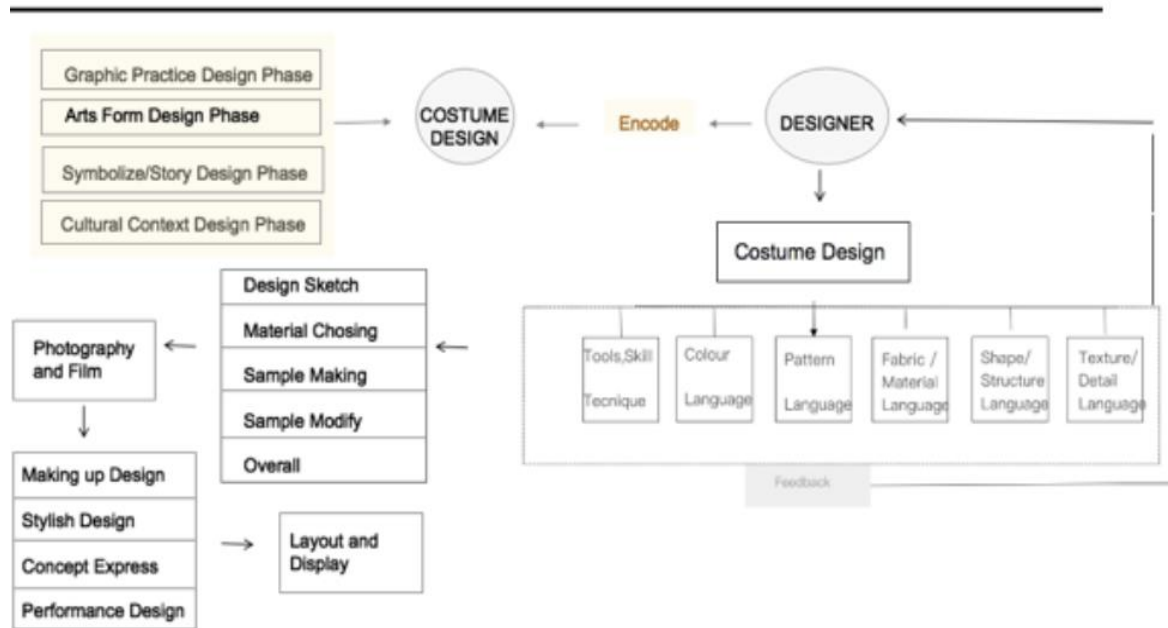 Graphic Practice Design Phase
Arts Form Design Phase
Symbolize/Story Design Phase
Cultural Context Design Phase
COSTUME
DESIGN
Encode
DESIGNER
Costume Design
Tools,Skill
Tecnique
Colour
Language
Pattern
Language
Fabric /
Material
Language
Shape/
Structure
Language
Texture/
Detail
Language
Feedback
Design Sketch
Material Chosing
Sample Making
Sample Modify
Overall
Photography
and Film
Making up Design
Stylish Design
Concept Express
Performance Design
Layout and
Display